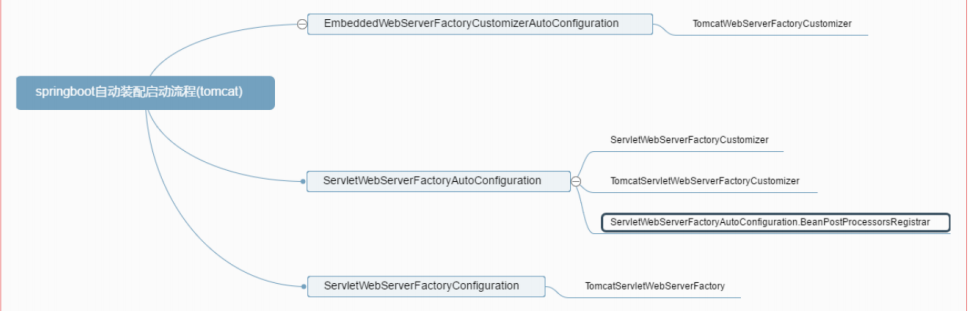 EmbeddedWebServerFactoryCustomizerAutoConfiguration
TomcatWebServerFactoryCustomizer
springboot自动装配启动流程(tomcat)
ServletWebServerFactoryCustomizer
ServletWebServerFactoryAutoConfiguration
TomcatServletWebServerFactoryCustomizer
ServletWebServerFactoryAutoConfiguration.BeanPostProcessorsRegistrar
ServletWebServerFactoryConfiguration
TomcatServletWebServerFactory